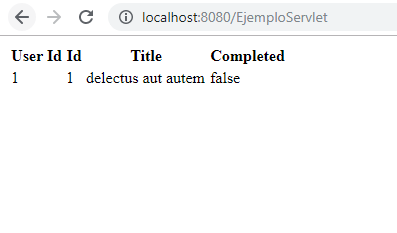 localhost:8080/EjemploServlet
User Id Id Title Completed
1 1 delectus aut autem false